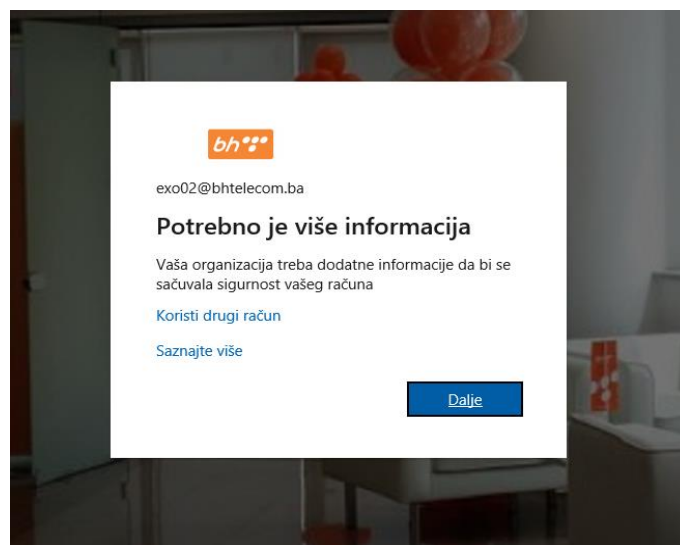 bh
exo02@bhtelecom.ba
Potrebno je više informacija
Vaša organizacija treba dodatne informacije da bi se
sačuvala sigurnost vašeg računa
Koristi drugi račun
Saznajte više
Dalje